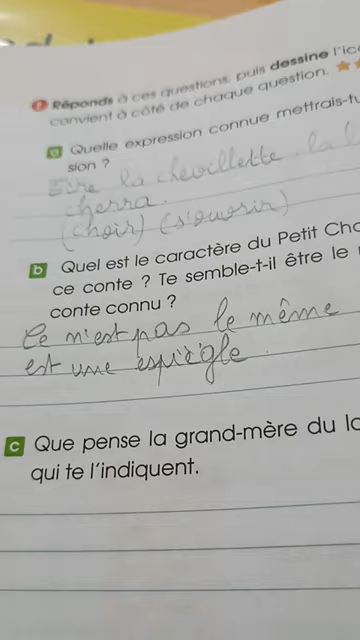 Réponds à ces questions, puis dessine l'ic
convient à côté de chaque question.
a Quelle expression connue mettrais-tu
sion ?
Tire la chevillette, la b
cherra.
(choir) (s'ouvrir)
b Quel est le caractère du Petit Cha
ce conte ? Te semble-t-il être le
conte connu ?
Ce n'est pas le même
est une espiègle.
c Que pense la grand-mère du lo
qui te l'indiquent.